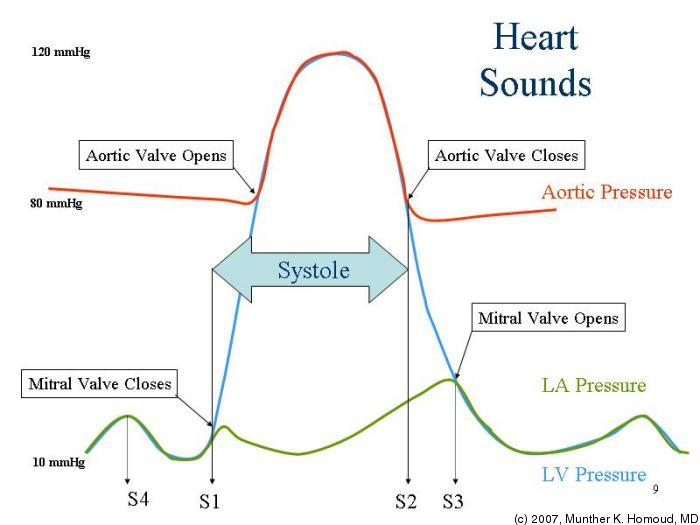 Heart
Sounds
120 mmHg
Aortic Valve Opens
Aortic Valve Closes
Aortic Pressure
80 mmHg
Systole
Mitral Valve Opens
Mitral Valve Closes
LA Pressure
10 mmHg
LV Pressure
S4
S1
S2
S3
9
(c) 2007, Munther K. Homoud, MD